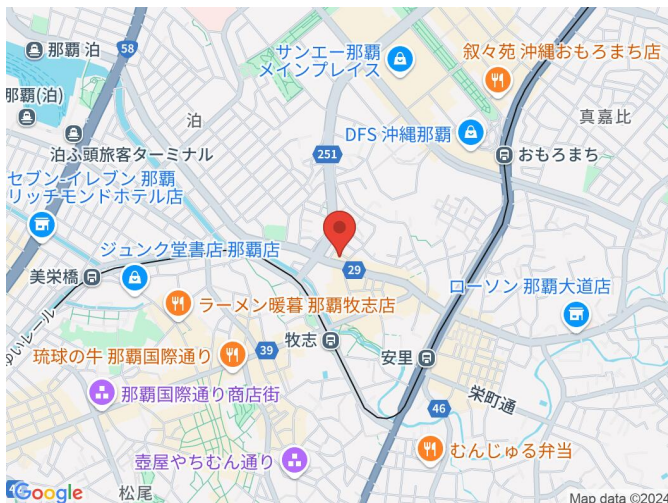 那覇 泊
58
サンエー那覇
メインプレイス
叙々苑 沖縄おもろまち店
那覇(泊)
泊
真嘉比
DFS 沖縄那覇
泊ふ頭旅客ターミナル
251
おもろまち
セブン-イレブン 那覇
リッチモンドホテル店
ジュンク堂書店-那覇店
美栄橋
29
ローソン 那覇大道店
ラーメン暖暮 那覇牧志店
ゆいレール
牧志
琉球の牛 那覇国際通り
39
安里
那覇国際通り商店街
栄町通
46
むんじゅる弁当
壺屋やちむん通り
Google
松尾
Map data ©2024